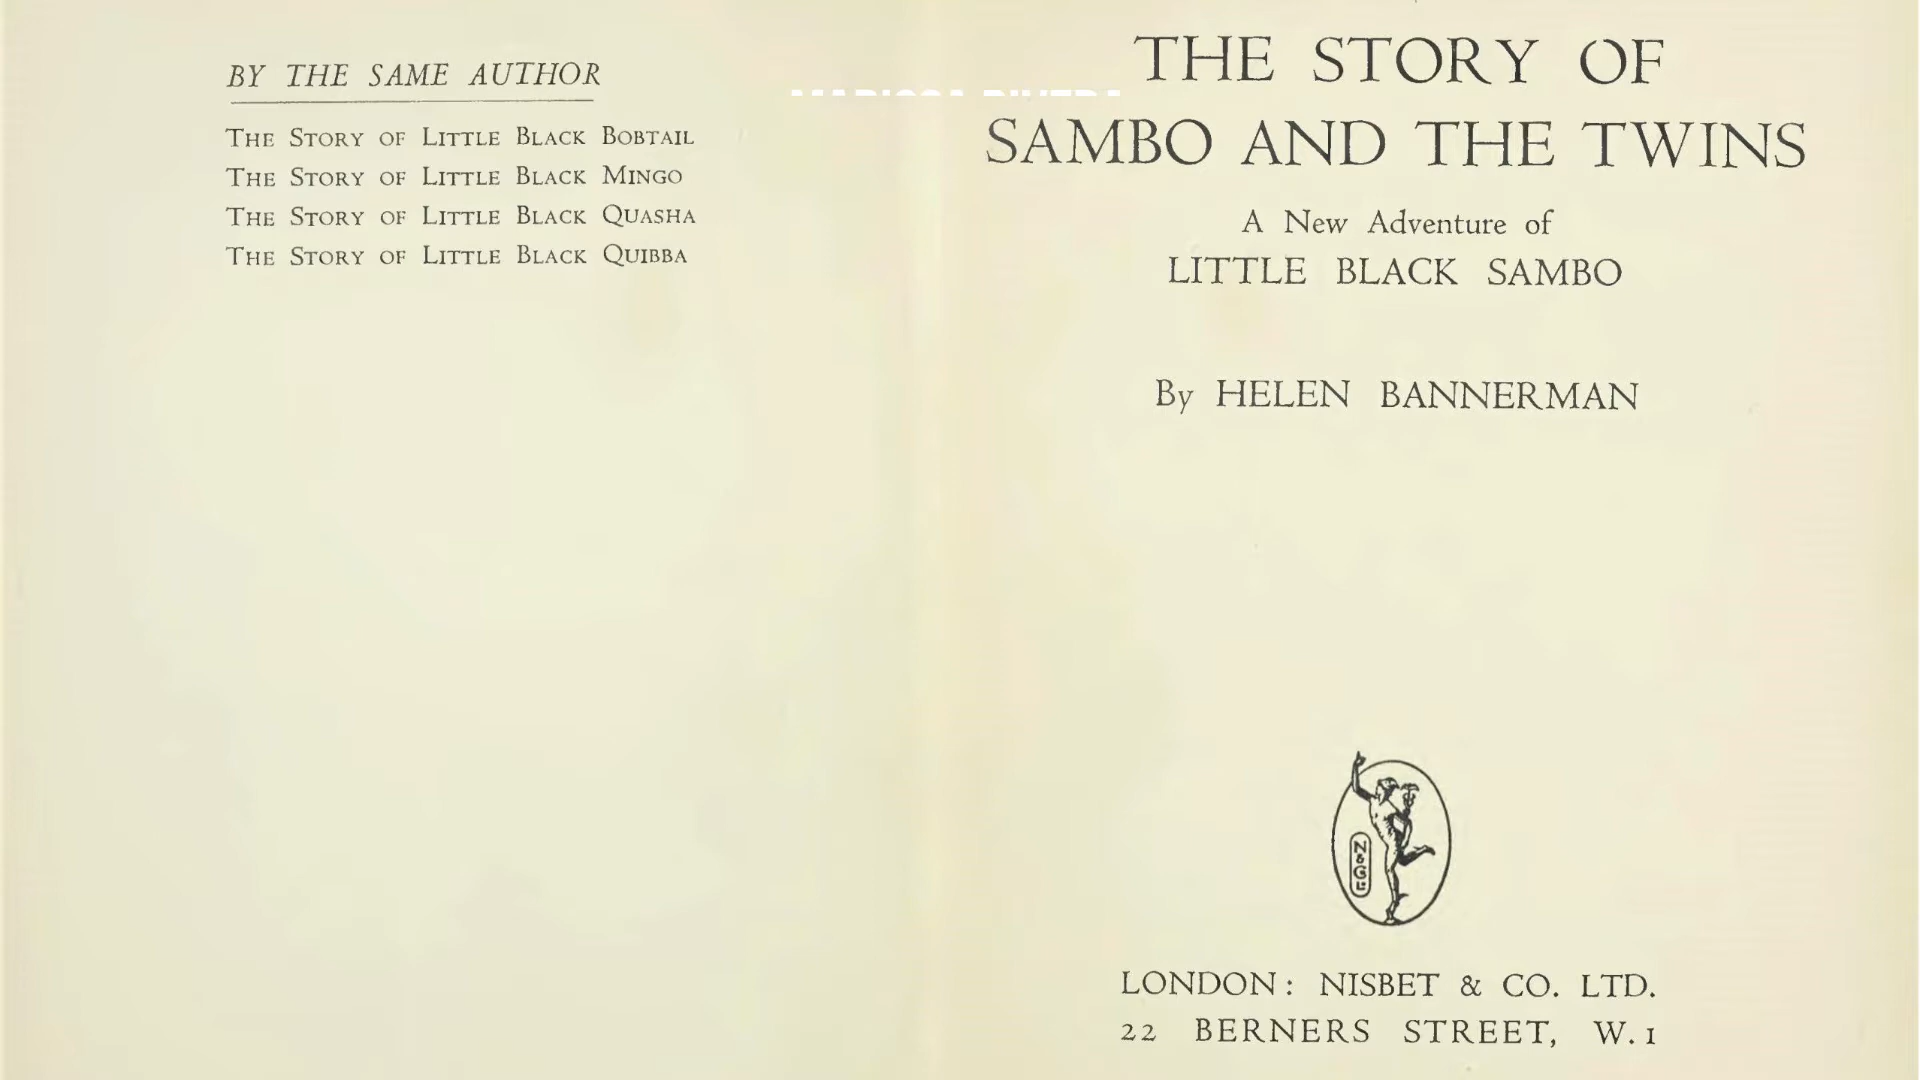 BY THE SAME AUTHOR
THE STORY OF LITTLE BLACK BOBTAIL
THE STORY OF LITTLE BLACK MINGO
THE STORY OF LITTLE BLACK QUASHA
THE STORY OF LITTLE BLACK QUIBBA
THE STORY OF
SAMBO AND THE TWINS
A New Adventure of
LITTLE BLACK SAMBO
By HELEN BANNERMAN
N & Co
LONDON: NISBET & CO. LTD.
22 BERNERS STREET, W.1